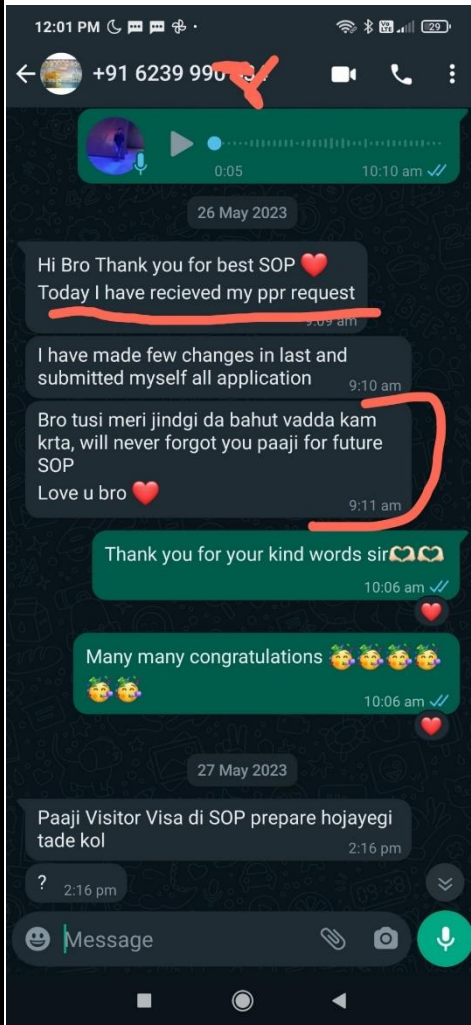 12:01 PM
29
+91 6239 990
0:05
10:10 am
26 May 2023
Hi Bro Thank you for best SOP ❤️
Today I have recieved my ppr request
9:09 am
I have made few changes in last and
submitted myself all application
9:10 am
Bro tusi meri jindgi da bahut vadda kam
krta, will never forgot you paaji for future
SOP
Love u bro ❤️
9:11 am
Thank you for your kind words sir🫶🏻🫶🏻
10:06 am
Many many congratulations 🥳🥳🥳🥳
🥳🥳
10:06 am
27 May 2023
Paaji Visitor Visa di SOP prepare hojayegi
tade kol
2:16 pm
?
2:16 pm
Message